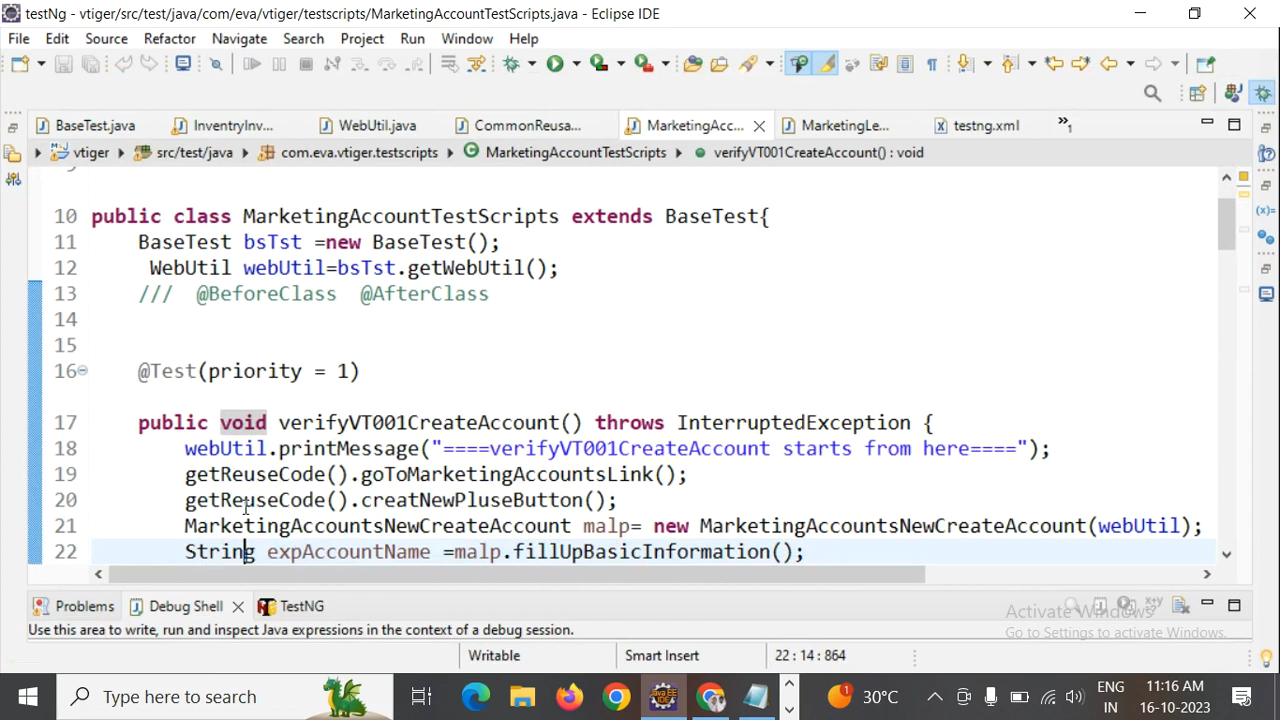 testNg - vtiger/src/test/java/com/eva/vtiger/testscripts/MarketingAccountTestScripts.java - Eclipse IDE
File Edit Source Refactor Navigate Search Project Run Window Help
BaseTest.java InventoryInv... WebUtil.java CommonReusa... MarketingAcc... MarketingLe... testng.xml »1
vtiger src/test/java com.eva.vtiger.testscripts MarketingAccountTestScripts verifyVT001CreateAccount() : void
10 public class MarketingAccountTestScripts extends BaseTest{
11 BaseTest bsTst =new BaseTest();
12 WebUtil webUtil=bsTst.getWebUtil();
13 /// @BeforeClass @AfterClass
14
15
16 @Test(priority = 1)
17 public void verifyVT001CreateAccount() throws InterruptedException {
18 webUtil.printMessage("====verifyVT001CreateAccount starts from here====");
19 getReuseCode().goToMarketingAccountsLink();
20 getReuseCode().creatNewPluseButton();
21 MarketingAccountsNewCreateAccount malp= new MarketingAccountsNewCreateAccount(webUtil);
22 String expAccountName =malp.fillUpBasicInformation();
Problems Debug Shell TestNG
Activate Windows
Use this area to write, run and inspect Java expressions in the context of a debug session.
Go to Settings to activate Windows.
Writable Smart Insert 22 : 14 : 864
Type here to search 1 30°C ENG 11:16 AM
IN 16-10-2023